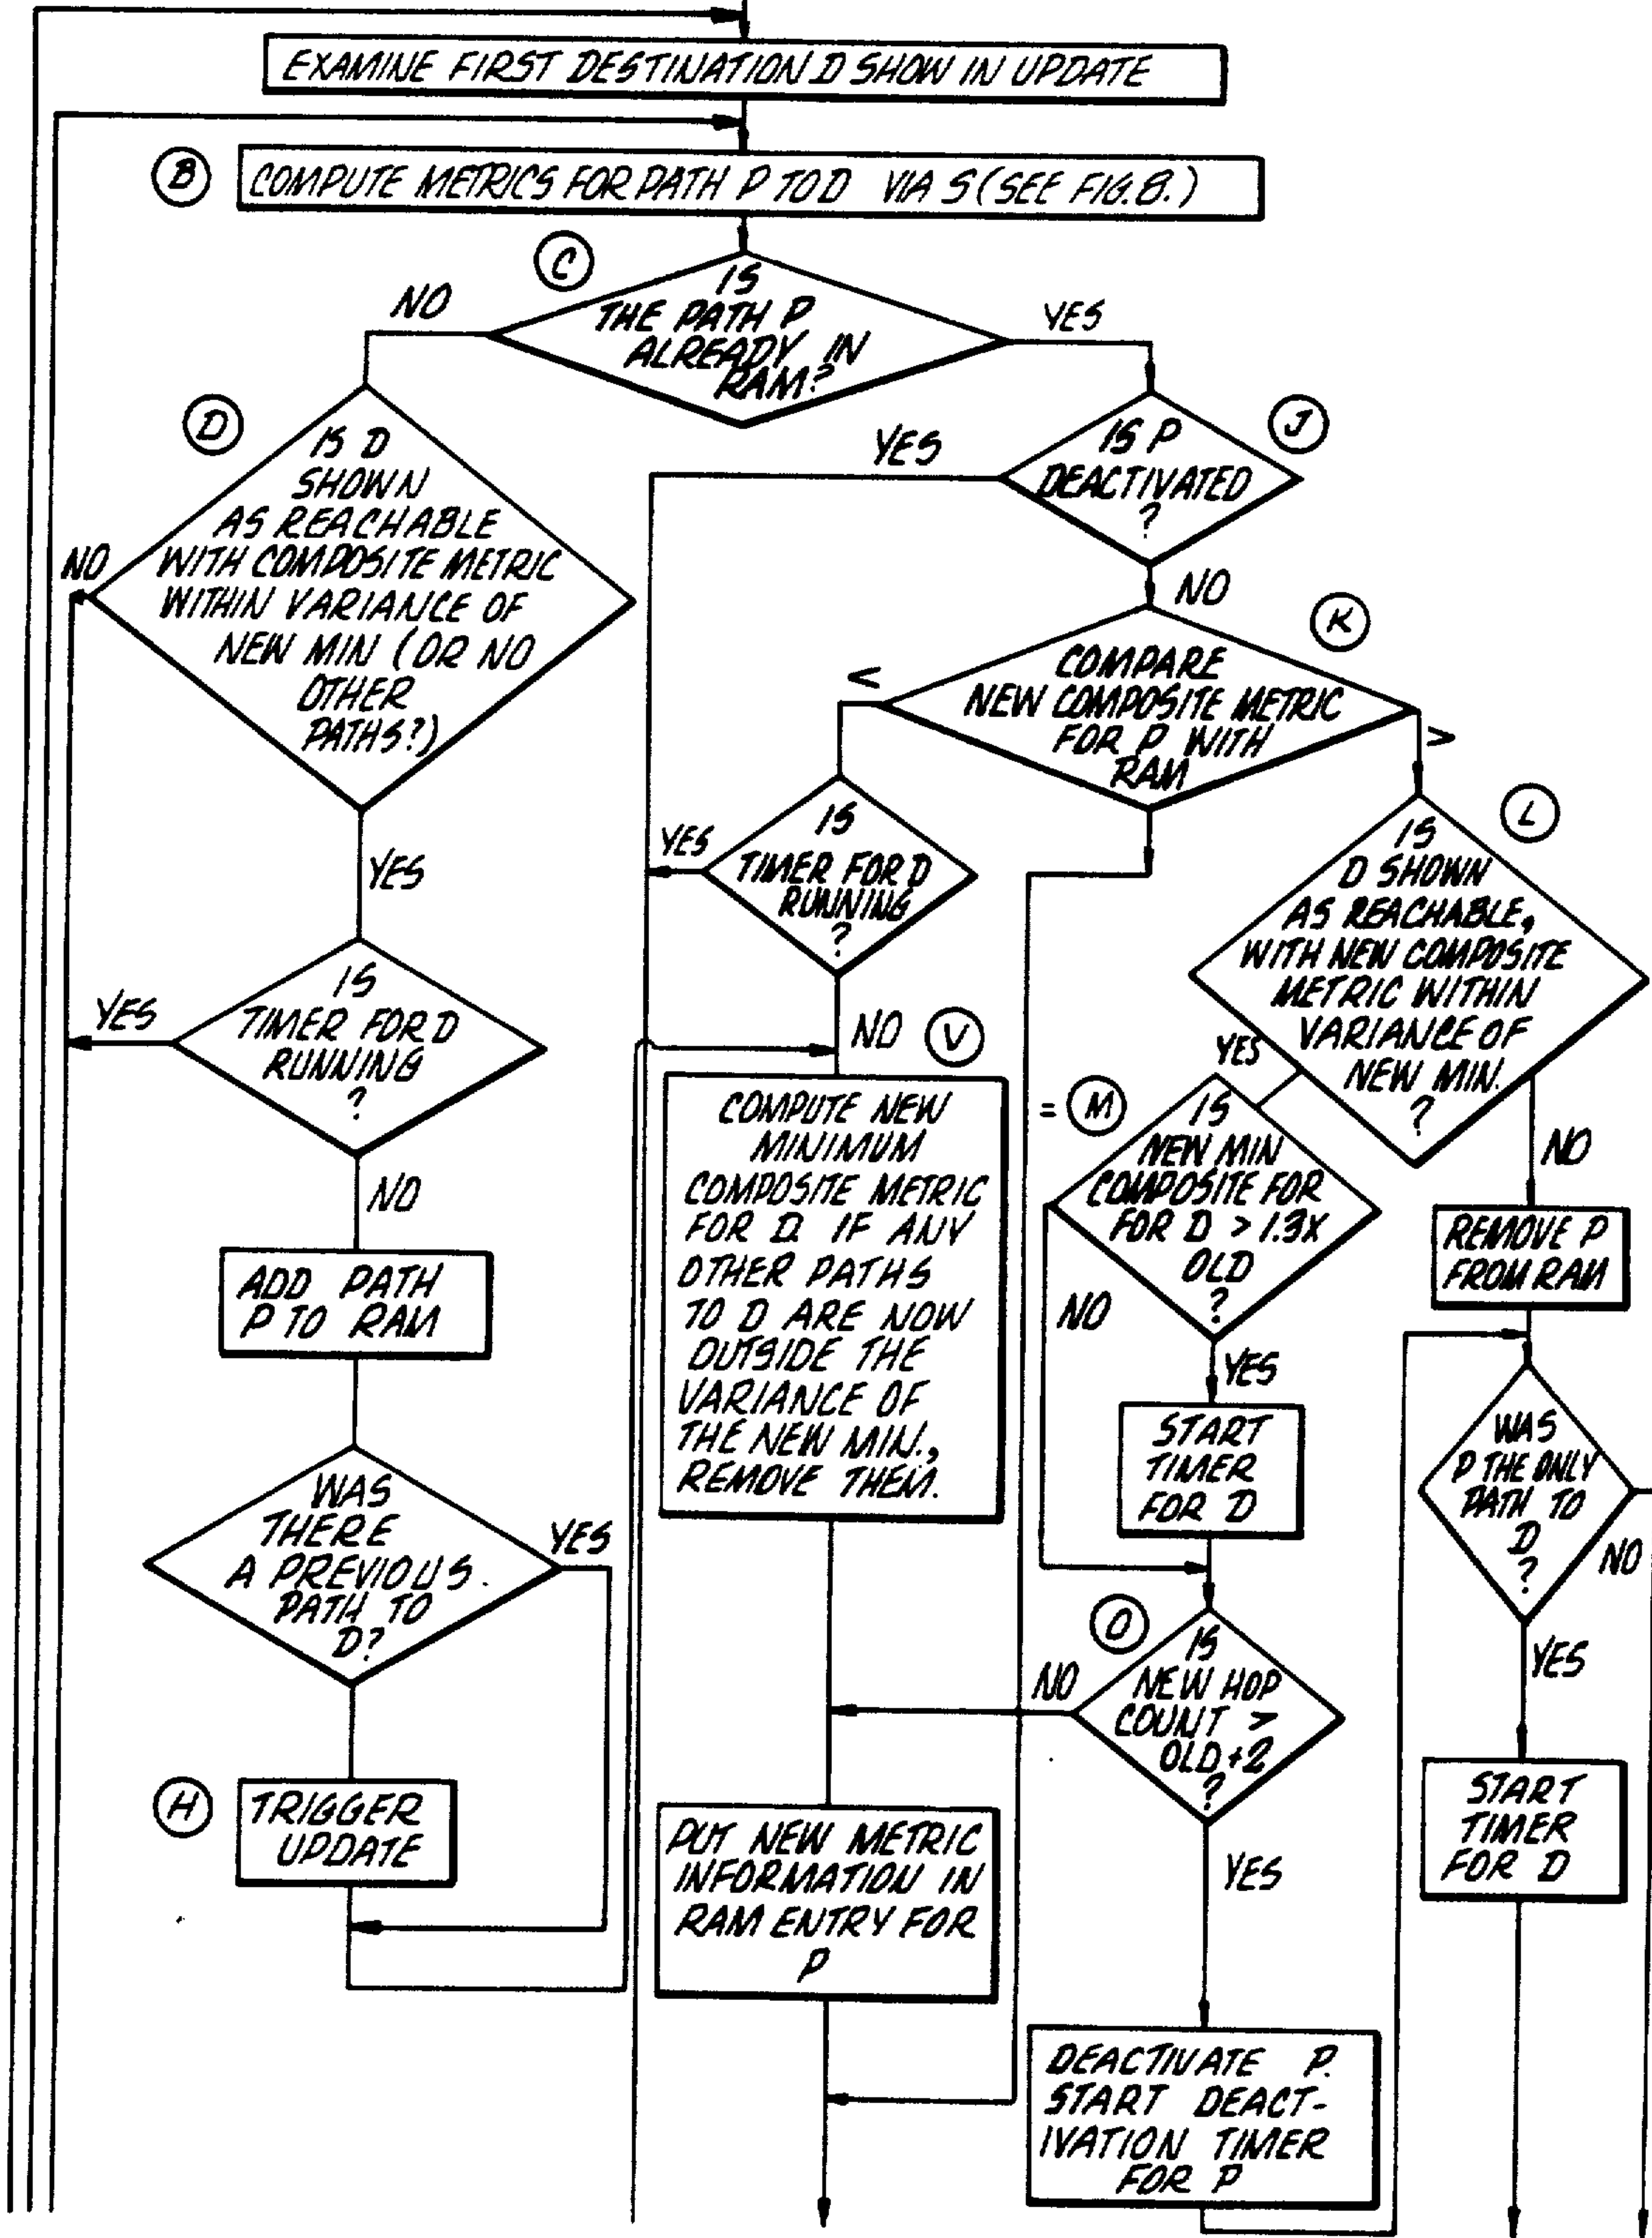 EXAMINE FIRST DESTINATION D SHOW IN UPDATE
B
COMPUTE METRICS FOR PATH P TO D VIA S (SEE FIG.8.)
C
IS
THE PATH P
ALREADY IN
RAM?
NO
YES
D
IS D
SHOWN
AS REACHABLE
WITH COMPOSITE METRIC
WITHIN VARIANCE OF
NEW MIN (OR NO
OTHER
PATHS?)
NO
YES
IS
TIMER FOR D
RUNNING
?
YES
NO
ADD PATH
P TO RAM
WAS
THERE
A PREVIOUS
PATH TO
D?
YES
H
TRIGGER
UPDATE
J
IS P
DEACTIVATED
?
YES
NO
K
COMPARE
NEW COMPOSITE METRIC
FOR P WITH
RAM
<
>
IS
TIMER FOR D
RUNNING
?
YES
NO
V
COMPUTE NEW
MINIMUM
COMPOSITE METRIC
FOR D. IF ANY
OTHER PATHS
TO D ARE NOW
OUTSIDE THE
VARIANCE OF
THE NEW MIN.,
REMOVE THEM.
PUT NEW METRIC
INFORMATION IN
RAM ENTRY FOR
P
L
IS
D SHOWN
AS REACHABLE,
WITH NEW COMPOSITE
METRIC WITHIN
VARIANCE OF
NEW MIN.
?
YES
NO
= M
IS
NEW MIN
COMPOSITE FOR
FOR D > 1.3X
OLD
?
NO
YES
START
TIMER
FOR D
O
IS
NEW HOP
COUNT >
OLD+2
?
NO
YES
DEACTIVATE P.
START DEACT-
IVATION TIMER
FOR P
REMOVE P
FROM RAM
WAS
P THE ONLY
PATH TO
D
?
NO
YES
START
TIMER
FOR D